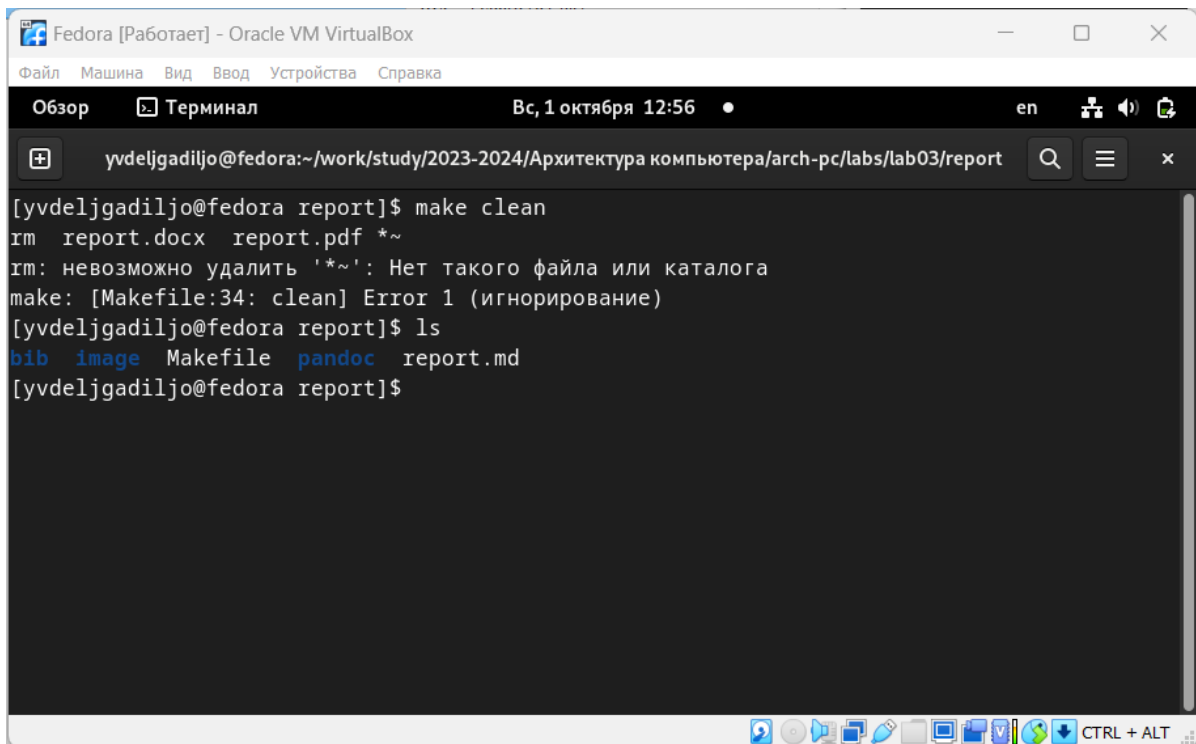 Fedora [Работает] - Oracle VM VirtualBox
Файл Машина Вид Ввод Устройства Справка
Обзор Терминал Вс, 1 октября 12:56 en
yvdeljgadiljo@fedora:~/work/study/2023-2024/Архитектура компьютера/arch-pc/labs/lab03/report
[yvdeljgadiljo@fedora report]$ make clean
rm  report.docx  report.pdf *~
rm: невозможно удалить '*~': Нет такого файла или каталога
make: [Makefile:34: clean] Error 1 (игнорирование)
[yvdeljgadiljo@fedora report]$ ls
bib  image  Makefile  pandoc  report.md
[yvdeljgadiljo@fedora report]$
CTRL + ALT